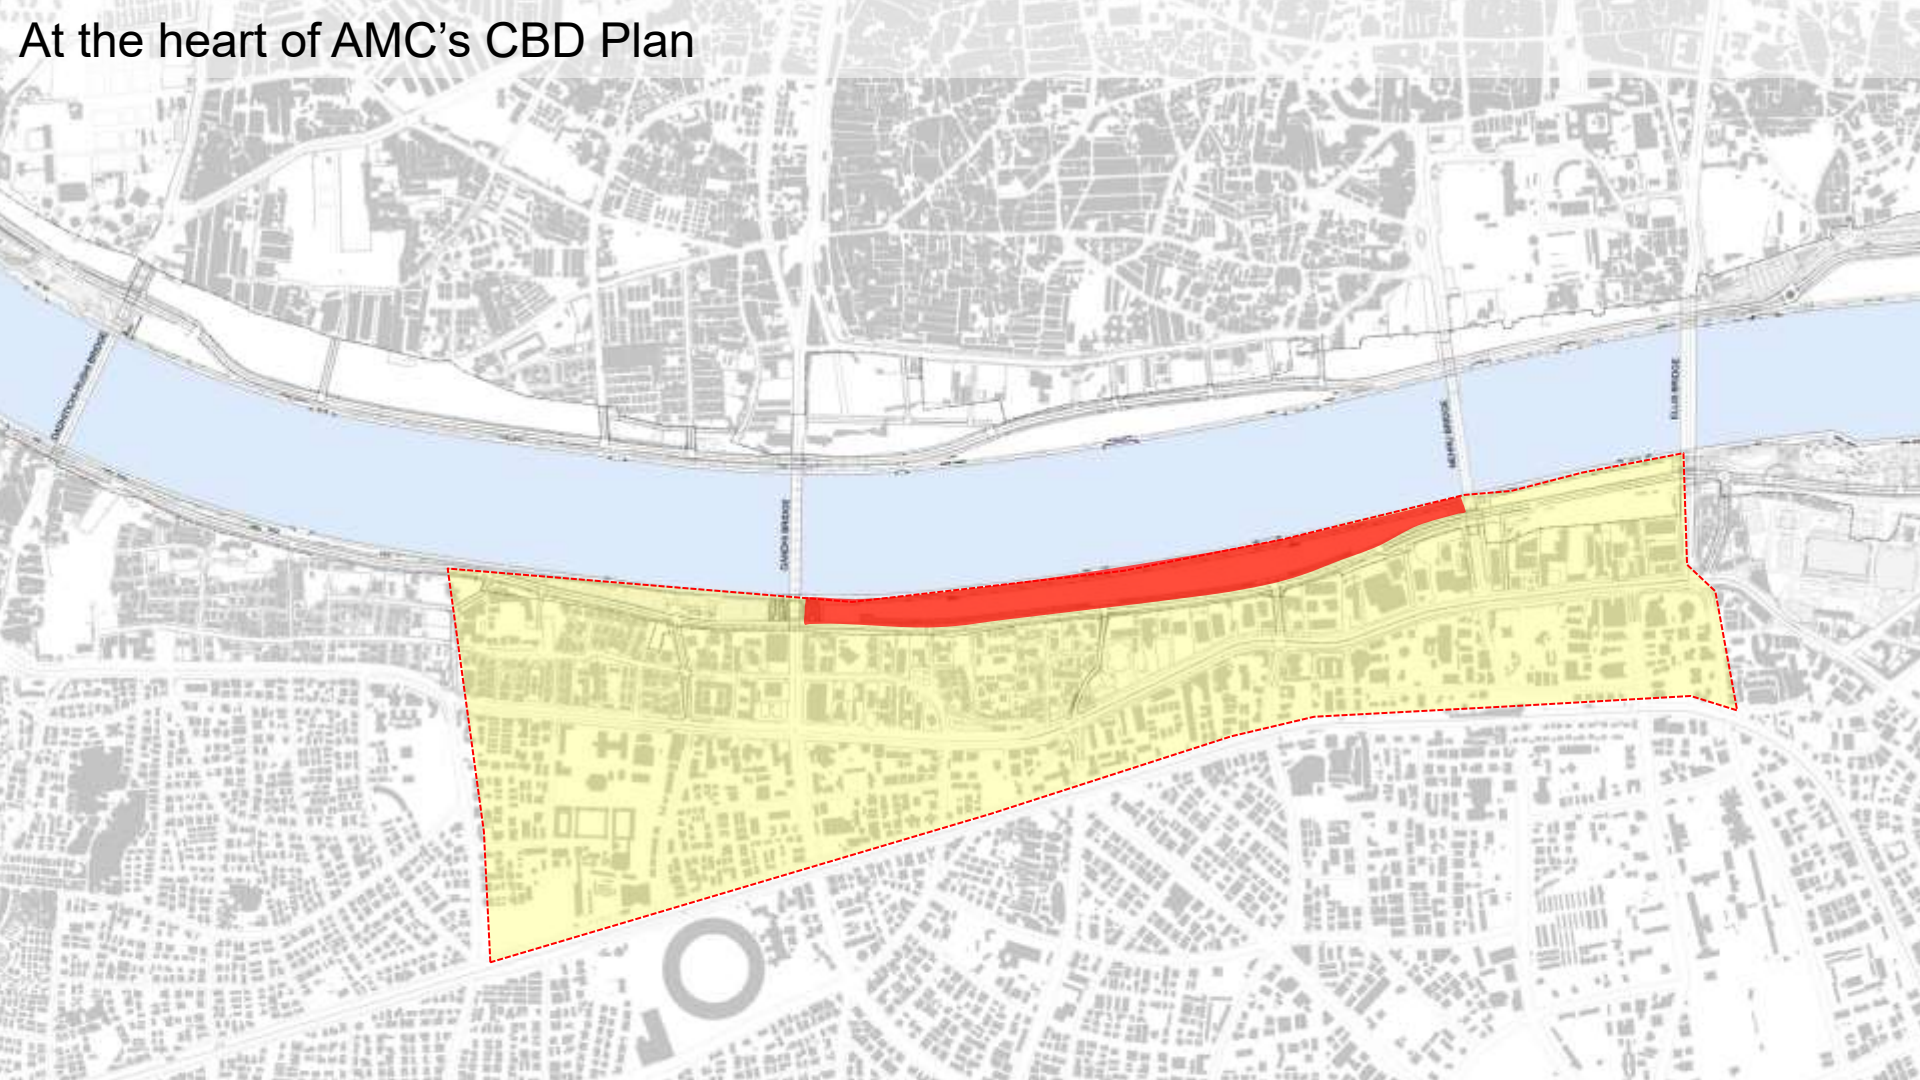 At the heart of AMC’s CBD Plan
GANDHI BRIDGE
NEHRU BRIDGE
ELLIS BRIDGE